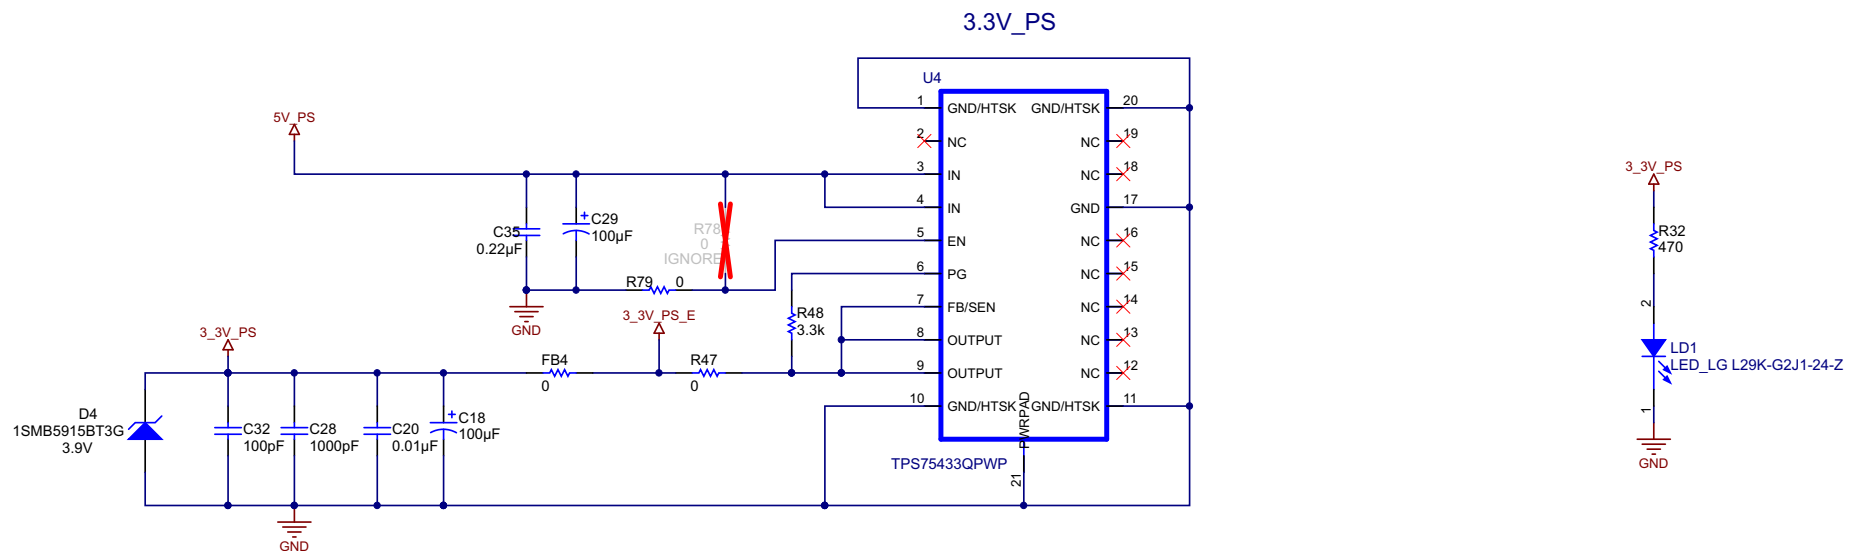 3.3V_PS
U4
1 GND/HTSK GND/HTSK 20
2 NC NC 19
3 IN NC 18
4 IN GND 17
5 EN NC 16
6 PG NC 15
7 FB/SEN NC 14
8 OUTPUT NC 13
9 OUTPUT NC 12
10 GND/HTSK GND/HTSK 11
PWRPAD
21
TPS75433QPWP
5V_PS
C35
0.22µF
+
C29
100µF
R78
0
IGNORE
R79 0
GND
3_3V_PS_E
R48
3.3k
3_3V_PS
FB4
0
R47
0
D4
1SMB5915BT3G
3.9V
C32
100pF
C28
1000pF
C20
0.01µF
+
C18
100µF
GND
3_3V_PS
R32
470
2
LD1
LED_LG L29K-G2J1-24-Z
1
GND